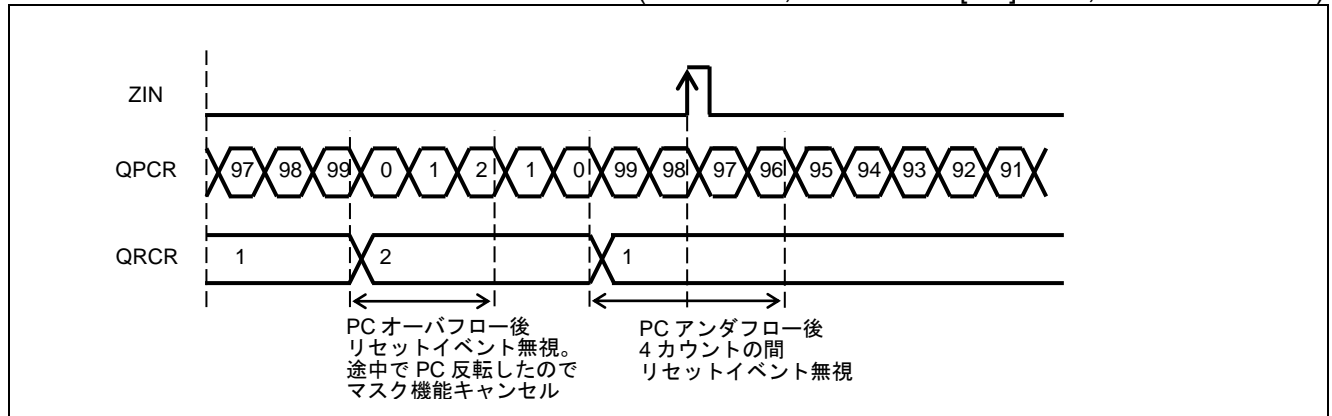 ZIN
QPCR 97 98 99 0 1 2 1 0 99 98 97 96 95 94 93 92 91
QRCR 1 2 1
PC オーバフロー後
リセットイベント無視。
途中で PC 反転したので
マスク機能キャンセル
PC アンダフロー後
4 カウントの間
リセットイベント無視